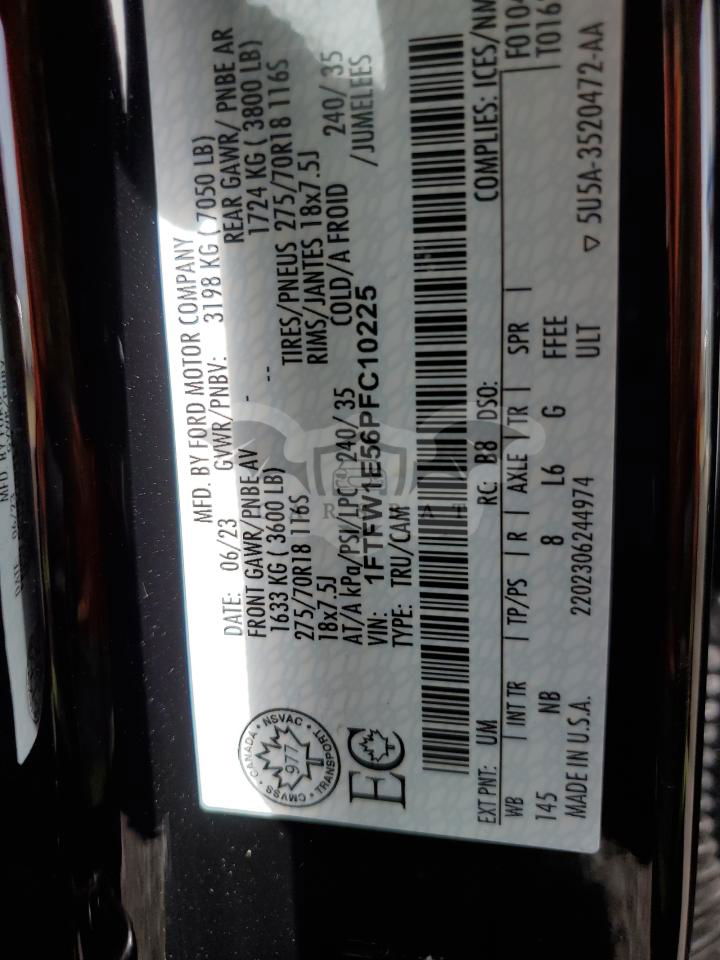 MFD. BY FORD MOTOR COMPANY
DATE: 06/23 GVWR/PNBV: 3198 KG ( 7050 LB)
FRONT GAWR/PNBE AV - REAR GAWR/ PNBE AR
1633 KG ( 3600 LB) -- 1724 KG ( 3800 LB)
275/70R18 116S TIRES/PNEUS 275/70R18 116S
18x7.5J RIMS/JANTES 18x7.5J
AT/A kPa/PSI/LPC 240/ 35 COLD/A FROID 240/ 35
VIN: 1FTFW1E56PFC10225 /JUMELEES
TYPE: TRU/CAM
CANADA • NSVAC • TRANSPORT • CMVSS
977
EC
COMPLIES: ICES/NM
EXT PNT: UM RC: B8 DSO: F0104
WB INT TR TP/PS R AXLE TR SPR
145 NB 8 L6 G FFEE
MADE IN U.S.A. 2202306244974 ULT
▽ 5U5A-3520472-AA